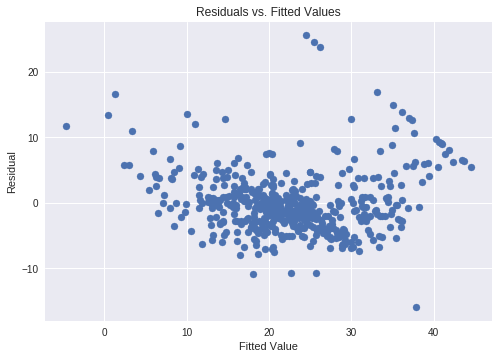 Residuals vs. Fitted Values
Residual
20
10
0
−10
0 10 20 30 40
Fitted Value